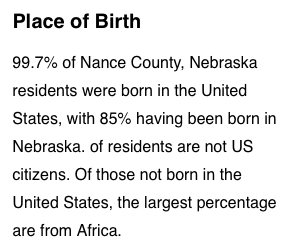 Place of Birth
99.7% of Nance County, Nebraska
residents were born in the United
States, with 85% having been born in
Nebraska. of residents are not US
citizens. Of those not born in the
United States, the largest percentage
are from Africa.